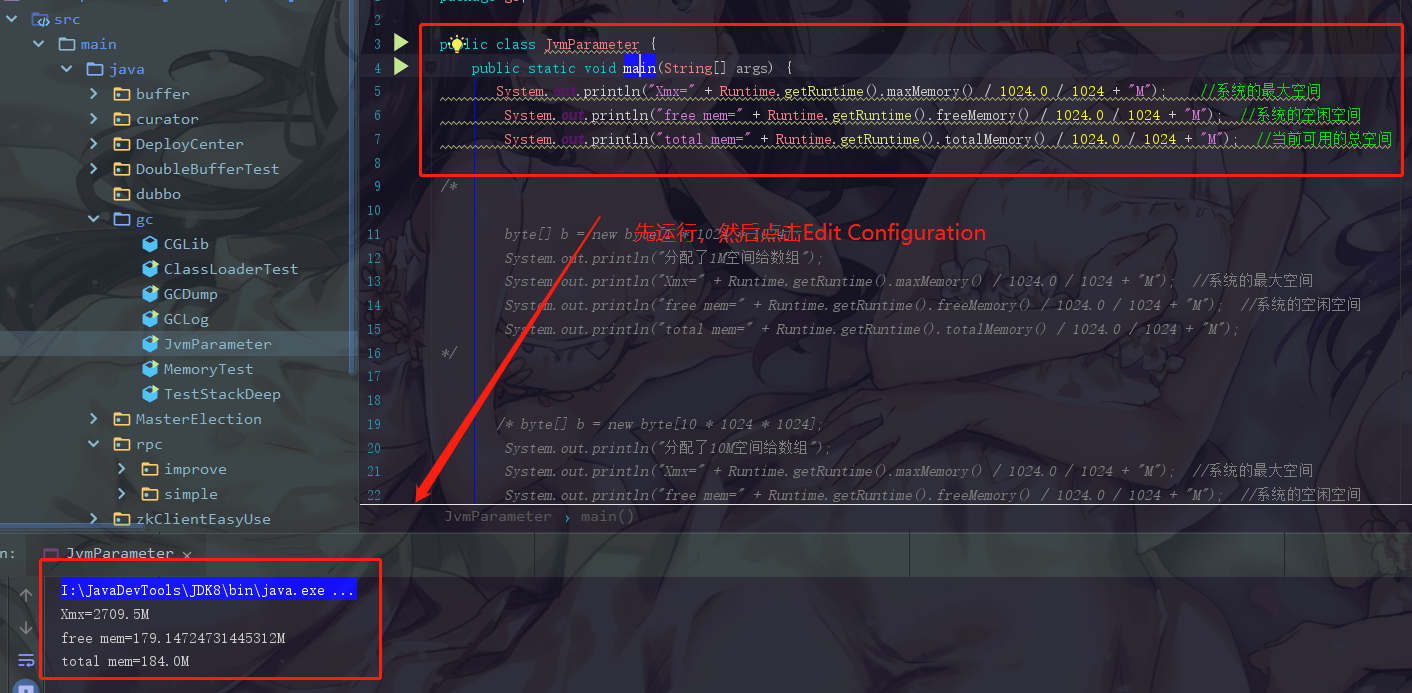 src
main
java
buffer
curator
DeployCenter
DoubleBufferTest
dubbo
gc
CGLib
ClassLoaderTest
GCDump
GCLog
JvmParameter
MemoryTest
TestStackDeep
MasterElection
rpc
improve
simple
zkClientEasyUse
2
3 public class JvmParameter {
4 public static void main(String[] args) {
5 System.out.println("Xmx=" + Runtime.getRuntime().maxMemory() / 1024.0 / 1024 + "M"); //系统的最大空间
6 System.out.println("free mem=" + Runtime.getRuntime().freeMemory() / 1024.0 / 1024 + "M"); //系统的空闲空间
7 System.out.println("total mem=" + Runtime.getRuntime().totalMemory() / 1024.0 / 1024 + "M"); //当前可用的总空间
8
9 /*
10
先运行，然后点击Edit Configuration
11 byte[] b = new
12 System.out.println("分配了1M空间给数组");
13 System.out.println("Xmx=" + Runtime.getRuntime().maxMemory() / 1024.0 / 1024 + "M"); //系统的最大空间
14 System.out.println("free mem=" + Runtime.getRuntime().freeMemory() / 1024.0 / 1024 + "M"); //系统的空闲空间
15 System.out.println("total mem=" + Runtime.getRuntime().totalMemory() / 1024.0 / 1024 + "M");
16 */
17
18
19 /* byte[] b = new byte[10 * 1024 * 1024];
20 System.out.println("分配了10M空间给数组");
21 System.out.println("Xmx=" + Runtime.getRuntime().maxMemory() / 1024.0 / 1024 + "M"); //系统的最大空间
22 System.out.println("free mem=" + Runtime.getRuntime().freeMemory() / 1024.0 / 1024 + "M"); //系统的空闲空间
JvmParameter › main()
n: JvmParameter ×
I:\JavaDevTools\JDK8\bin\java.exe ...
Xmx=2709.5M
free mem=179.14724731445312M
total mem=184.0M